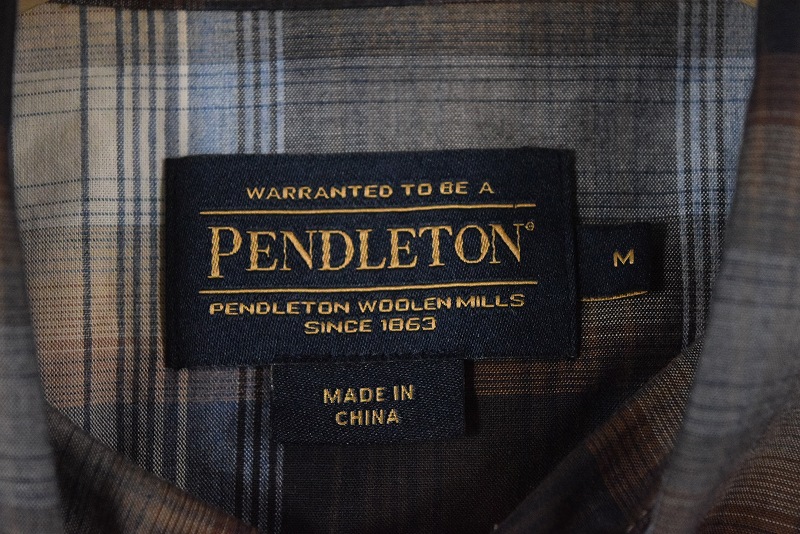 WARRANTED TO BE A
PENDLETON®
M
PENDLETON WOOLEN MILLS
SINCE 1863
MADE IN
CHINA